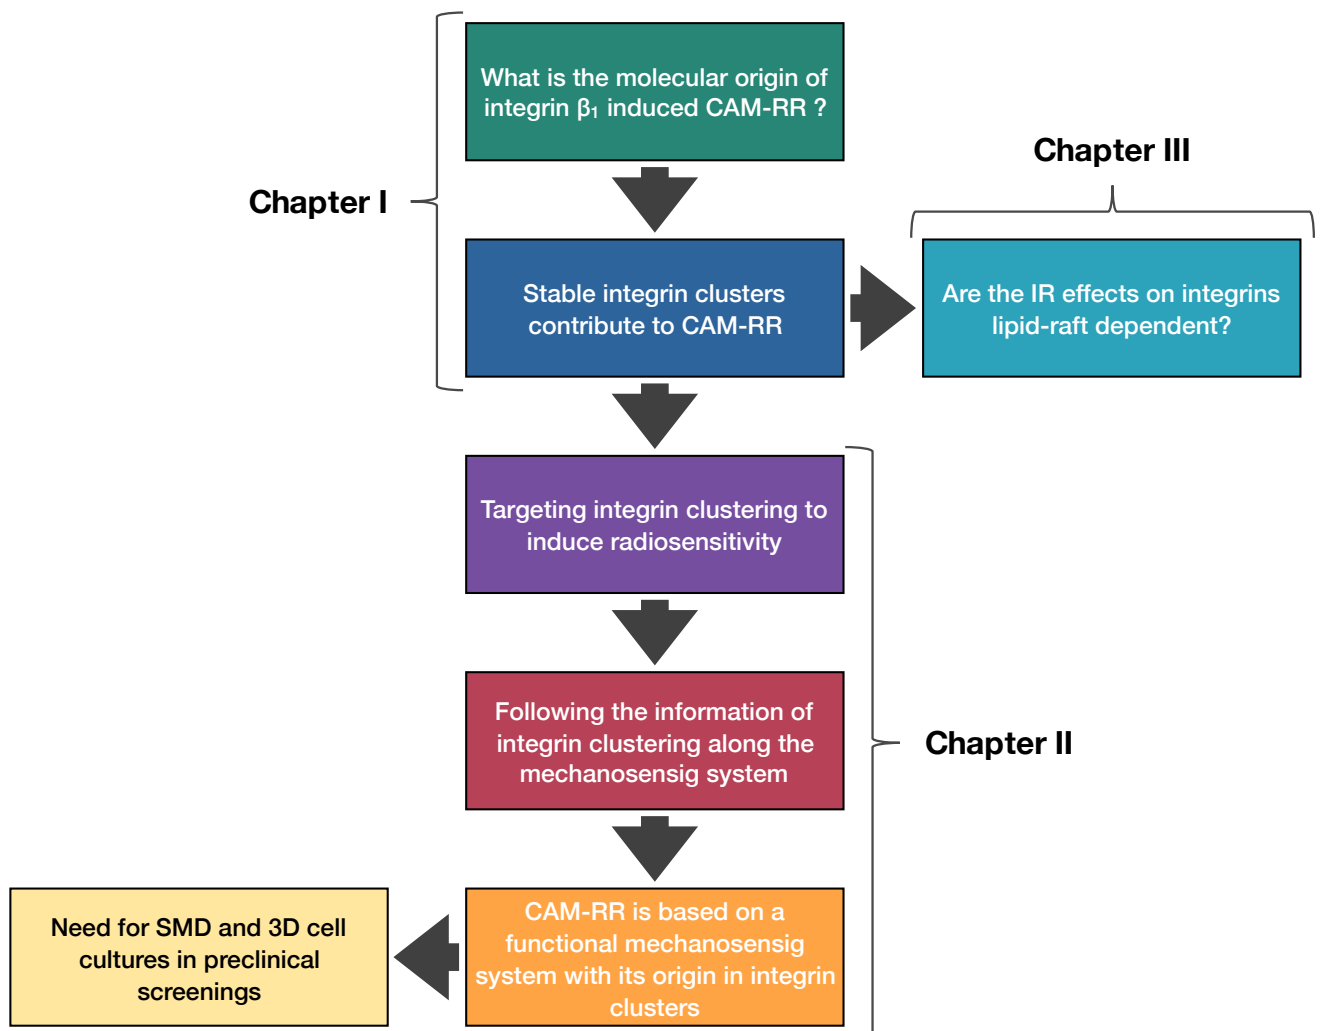 What is the molecular origin of
integrin β₁ induced CAM-RR ?
Chapter III
Chapter I
Stable integrin clusters
contribute to CAM-RR
Are the IR effects on integrins
lipid-raft dependent?
Targeting integrin clustering to
induce radiosensitivity
Following the information of
integrin clustering along the
mechanosensig system
Chapter II
CAM-RR is based on a
functional mechanosensig
system with its origin in integrin
clusters
Need for SMD and 3D cell
cultures in preclinical
screenings